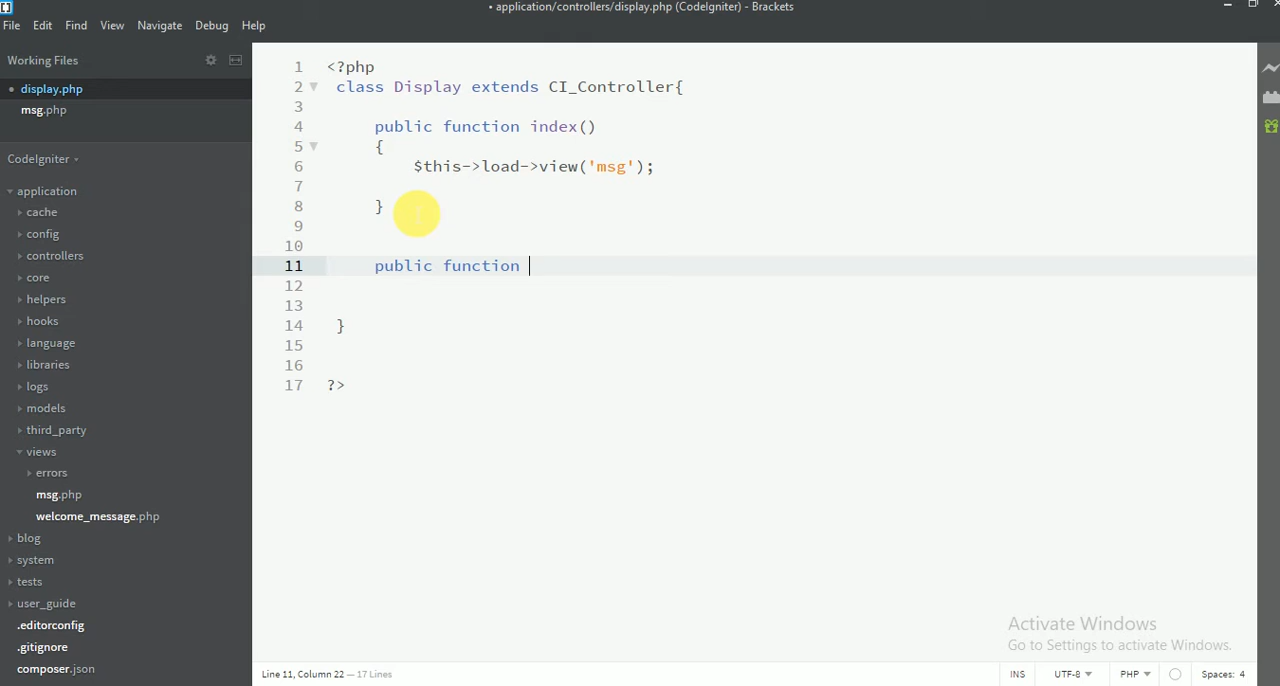 • application/controllers/display.php (CodeIgniter) - Brackets
File Edit Find View Navigate Debug Help
Working Files
• display.php
msg.php
CodeIgniter
application
cache
config
controllers
core
helpers
hooks
language
libraries
logs
models
third_party
views
errors
msg.php
welcome_message.php
blog
system
tests
user_guide
.editorconfig
.gitignore
composer.json
1 <?php
2 class Display extends CI_Controller{
3
4 public function index()
5 {
6 $this->load->view('msg');
7
8 }
9
10
11 public function
12
13
14 }
15
16
17 ?>
Activate Windows
Go to Settings to activate Windows.
Line 11, Column 22 — 17 Lines
INS UTF-8 PHP Spaces: 4